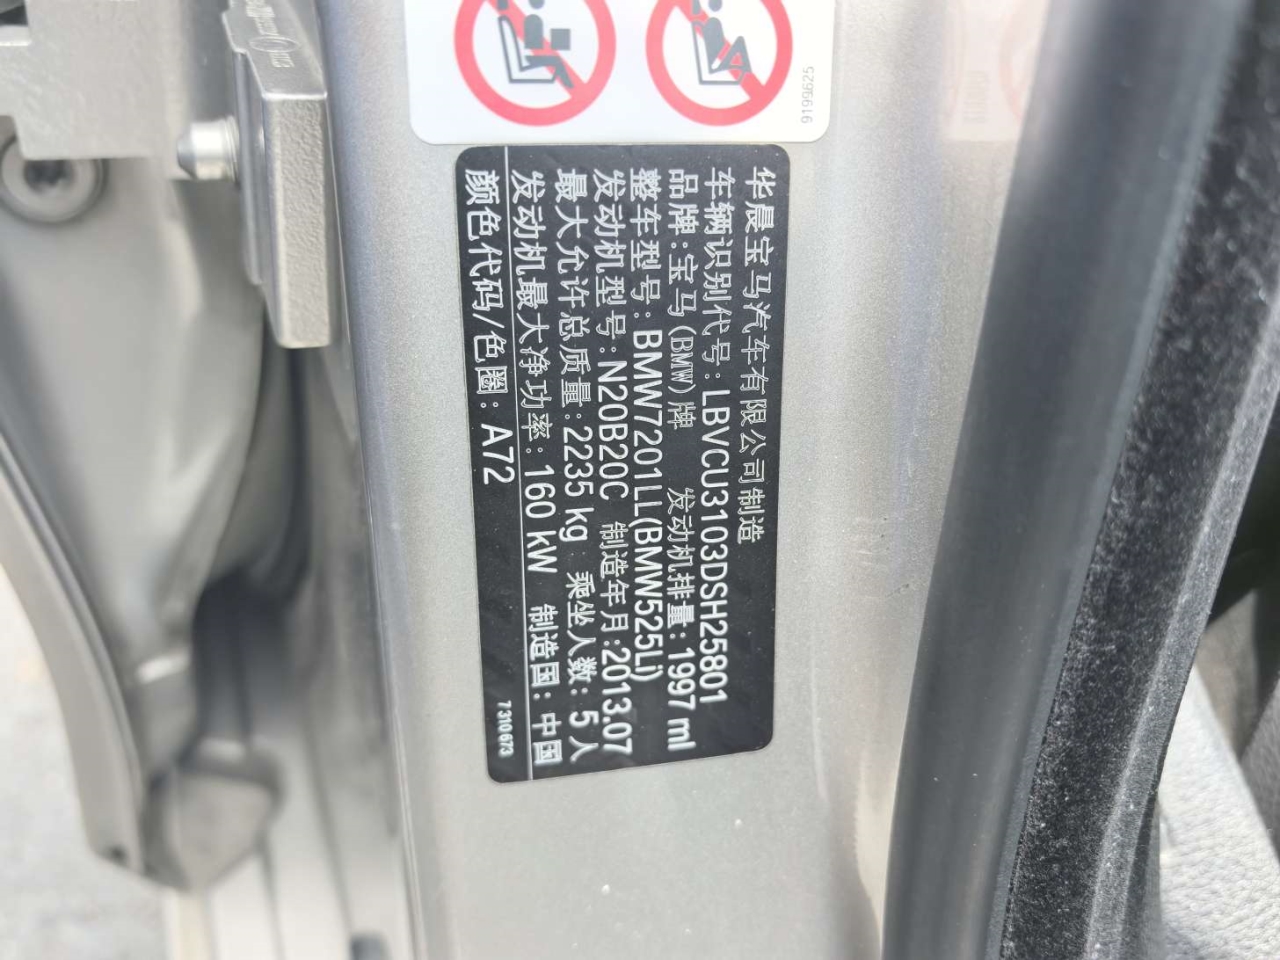 9199625
华晨宝马汽车有限公司制造
车辆识别代号:LBVCU3103DSH25801
品牌:宝马(BMW)牌 发动机排量:1997 ml
整车型号:BMW7201LL(BMW525Li)
发动机型号:N20B20C 制造年月:2013.07
最大允许总质量:2235 kg 乘坐人数:5人
发动机最大净功率:160 kW 制造国:中国
颜色代码/色圈:A72
7 310 673